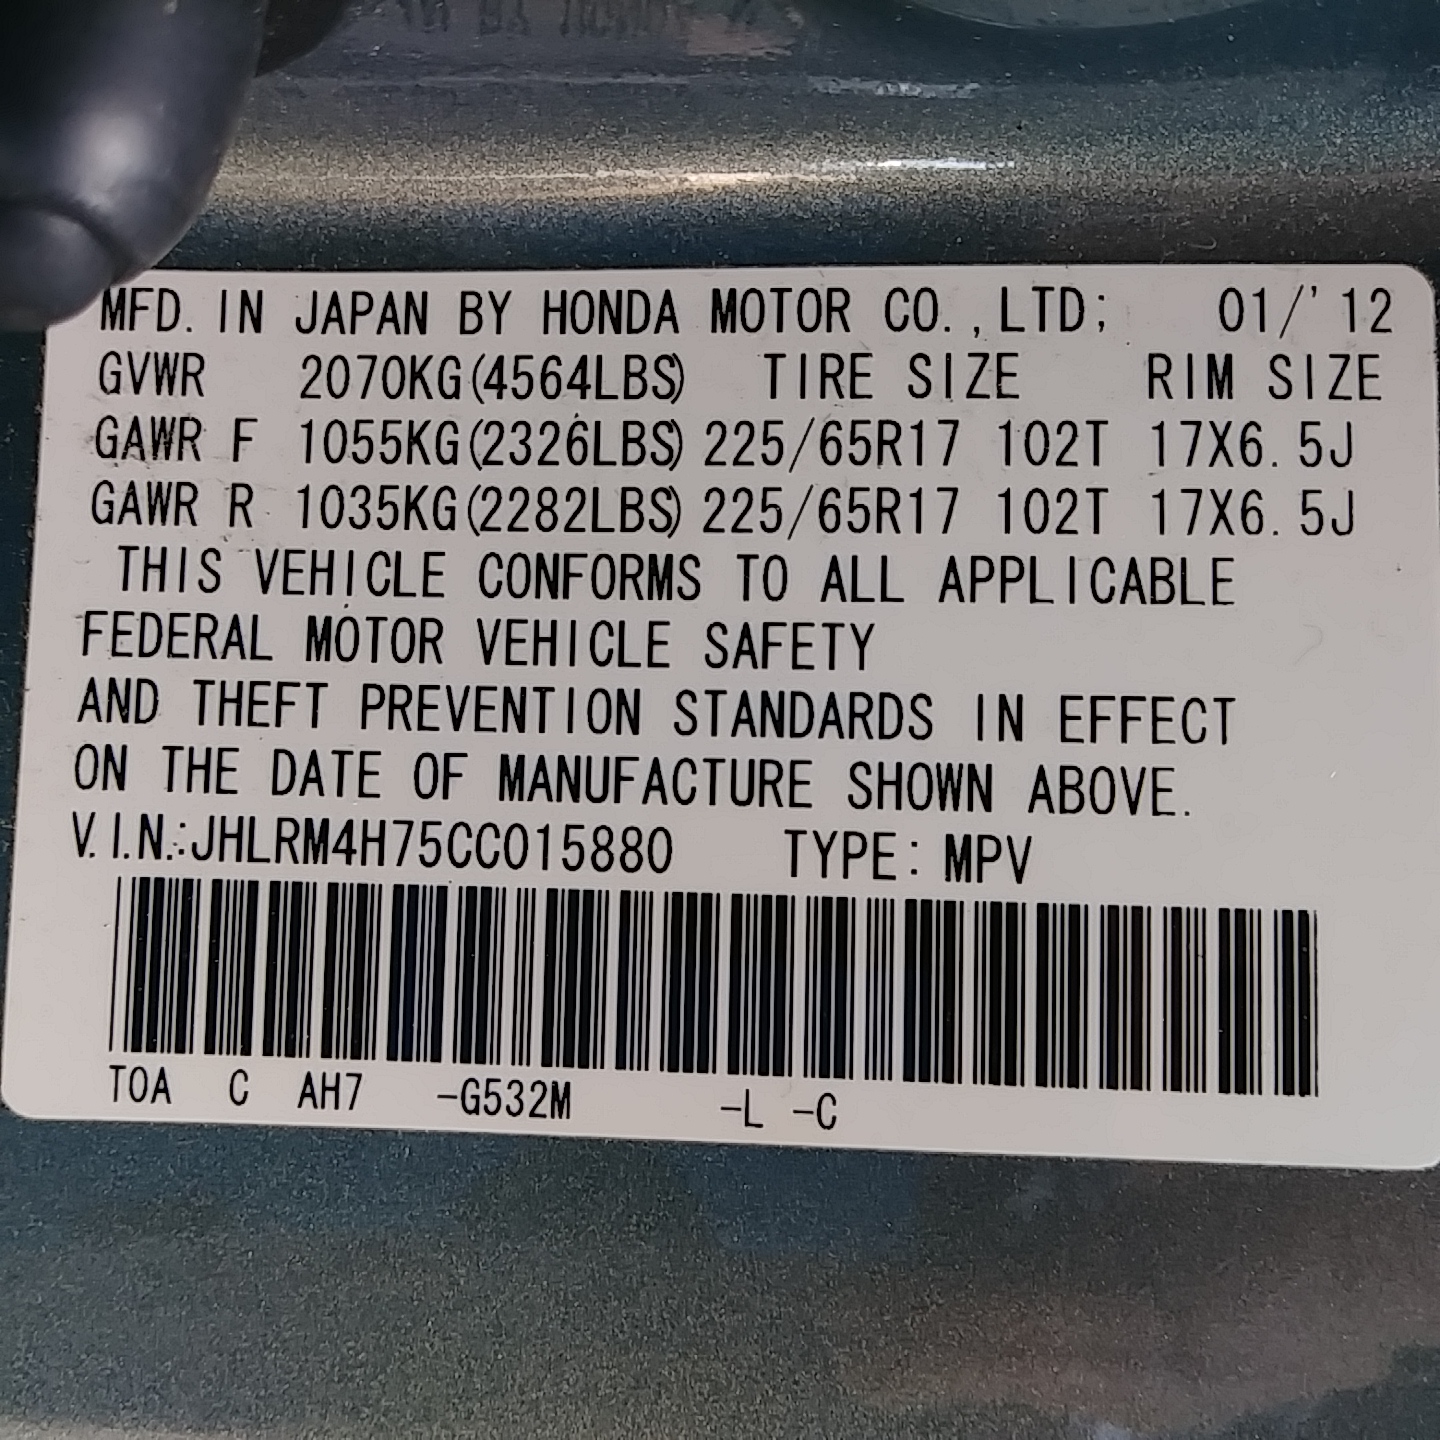 MFD. IN JAPAN BY HONDA MOTOR CO.,LTD; 01/'12
GVWR 2070KG(4564LBS) TIRE SIZE RIM SIZE
GAWR F 1055KG(2326LBS) 225/65R17 102T 17X6.5J
GAWR R 1035KG(2282LBS) 225/65R17 102T 17X6.5J
THIS VEHICLE CONFORMS TO ALL APPLICABLE
FEDERAL MOTOR VEHICLE SAFETY
AND THEFT PREVENTION STANDARDS IN EFFECT
ON THE DATE OF MANUFACTURE SHOWN ABOVE.
V.I.N.:JHLRM4H75CC015880 TYPE: MPV
TOA C AH7 -G532M -L -C